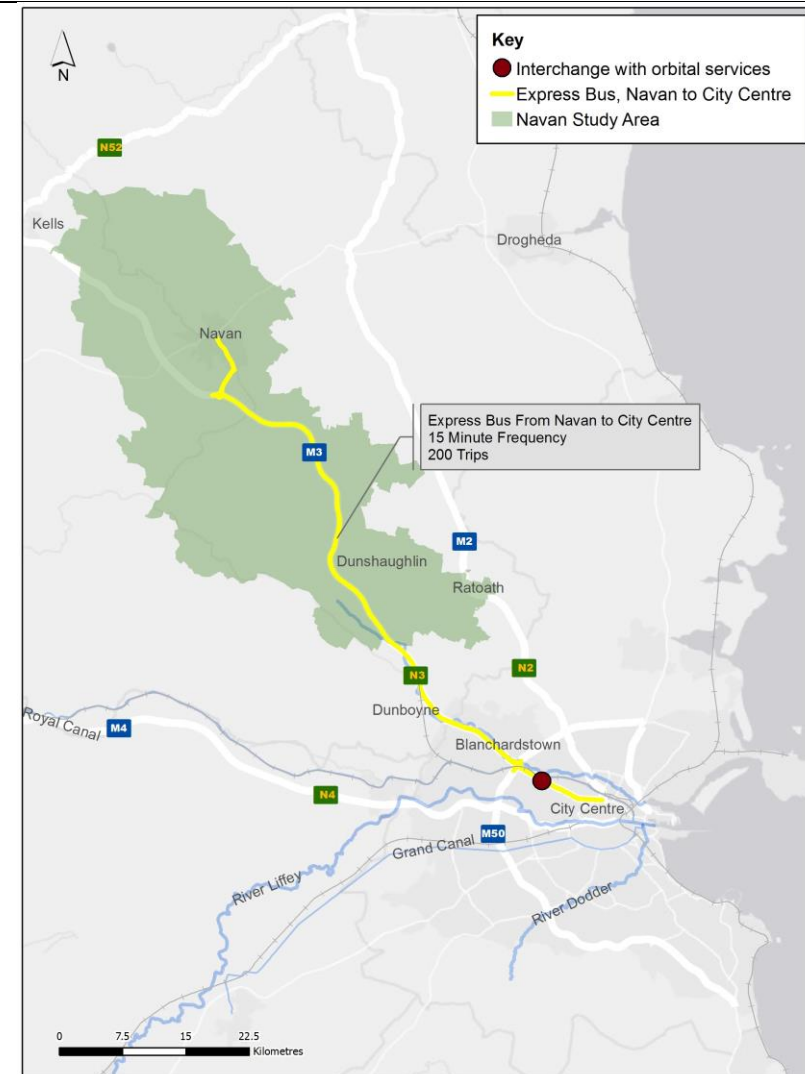 N
Key
Interchange with orbital services
Express Bus, Navan to City Centre
Navan Study Area
N52
Kells
Drogheda
Navan
Express Bus From Navan to City Centre
15 Minute Frequency
200 Trips
M3
M2
Dunshaughlin
Ratoath
N2
N3
Dunboyne
Royal Canal
M4
Blanchardstown
N4
City Centre
M50
Grand Canal
River Liffey
River Dodder
0 7.5 15 22.5
Kilometres